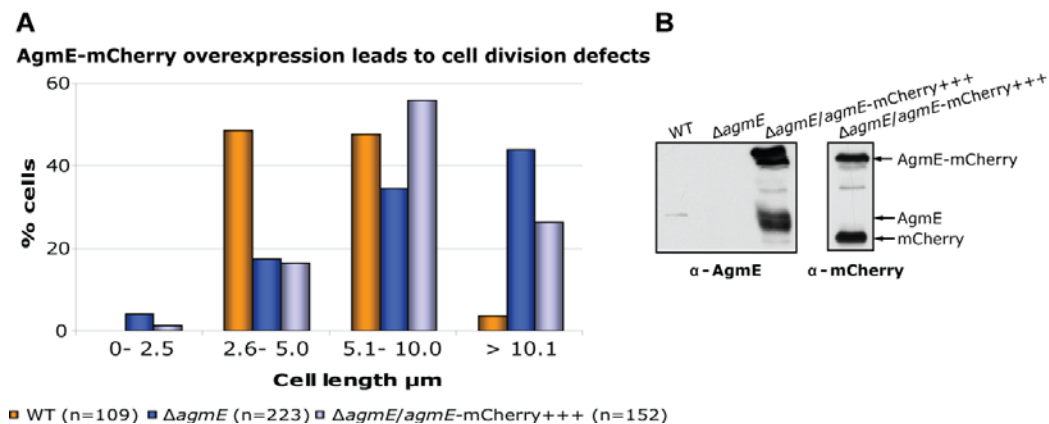 A
AgmE-mCherry overexpression leads to cell division defects
60
40
20
0
% cells
0- 2.5
2.6- 5.0
5.1- 10.0
> 10.1
Cell length µm
WT (n=109) ΔagmE (n=223) ΔagmE/agmE-mCherry+++ (n=152)
B
WT
ΔagmE
ΔagmE/agmE-mCherry+++
ΔagmE/agmE-mCherry+++
AgmE-mCherry
AgmE
mCherry
α-AgmE
α-mCherry